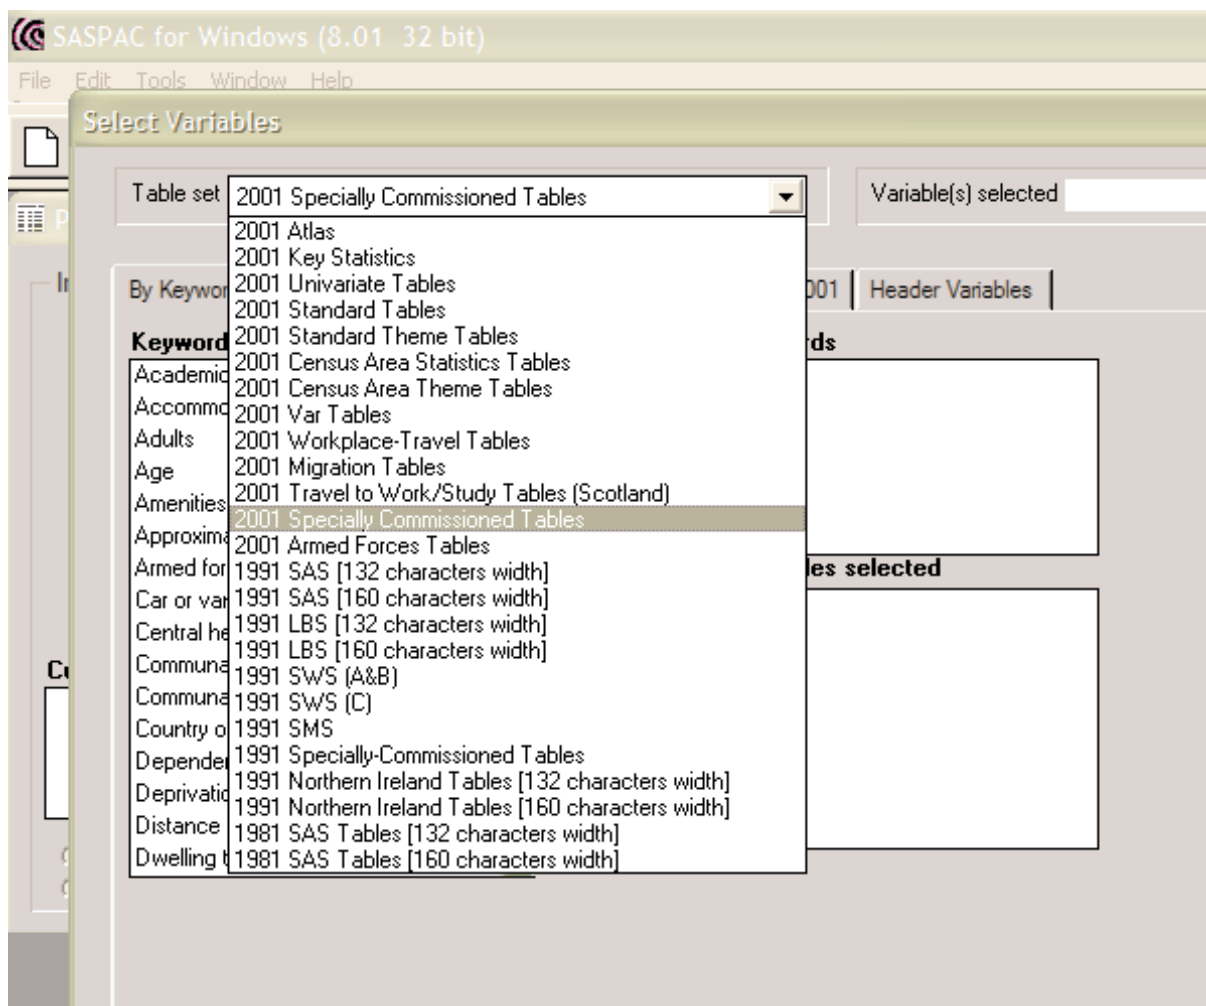 SASPAC for Windows (8.01 32 bit)
File Edit Tools Window Help
Select Variables
Table set 2001 Specially Commissioned Tables
Variable(s) selected
2001 Atlas
2001 Key Statistics
2001 Univariate Tables
2001 Standard Tables
2001 Standard Theme Tables
2001 Census Area Statistics Tables
2001 Census Area Theme Tables
2001 Var Tables
2001 Workplace-Travel Tables
2001 Migration Tables
2001 Travel to Work/Study Tables (Scotland)
2001 Specially Commissioned Tables
2001 Armed Forces Tables
1991 SAS [132 characters width]
1991 SAS [160 characters width]
1991 LBS [132 characters width]
1991 LBS [160 characters width]
1991 SWS (A&B)
1991 SWS (C)
1991 SMS
1991 Specially-Commissioned Tables
1991 Northern Ireland Tables [132 characters width]
1991 Northern Ireland Tables [160 characters width]
1981 SAS Tables [132 characters width]
1981 SAS Tables [160 characters width]
By Keywor
001 Header Variables
Keyword
rds
Academic
Accommo
Adults
Age
Amenities
Approxima
Armed for
Car or van
Central he
Communa
Communa
Country o
Depende
Deprivatio
Distance
Dwelling t
les selected